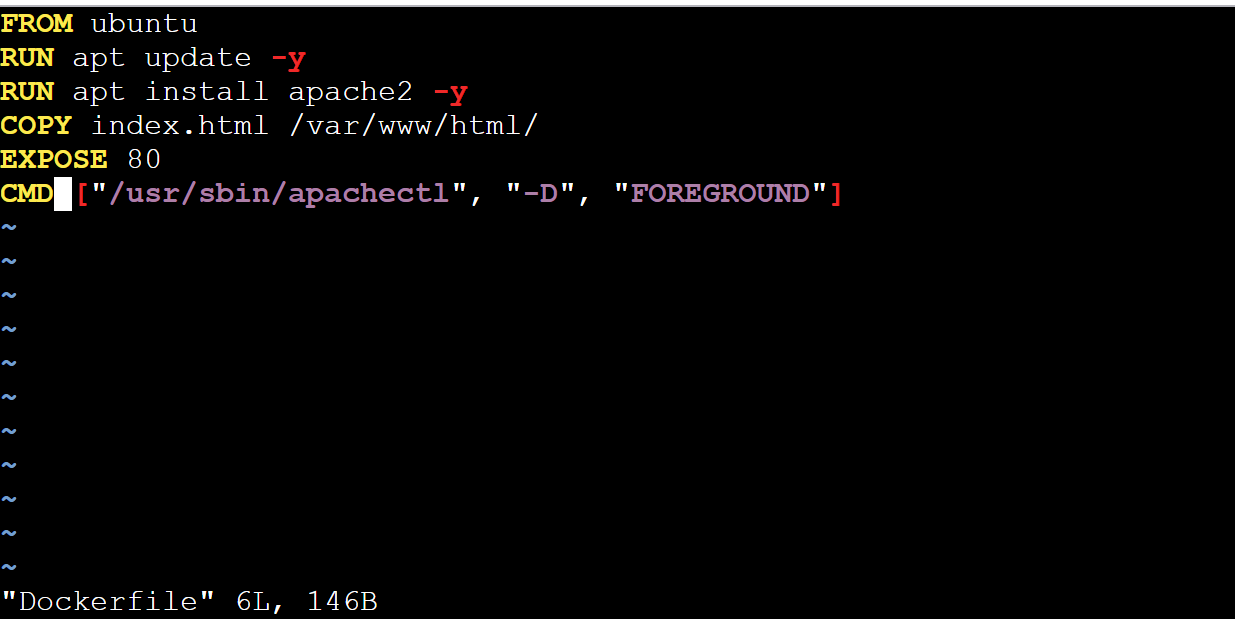 FROM ubuntu
RUN apt update -y
RUN apt install apache2 -y
COPY index.html /var/www/html/
EXPOSE 80
CMD ["/usr/sbin/apachectl", "-D", "FOREGROUND"]
~
~
~
~
~
~
~
~
~
~
~
"Dockerfile" 6L, 146B